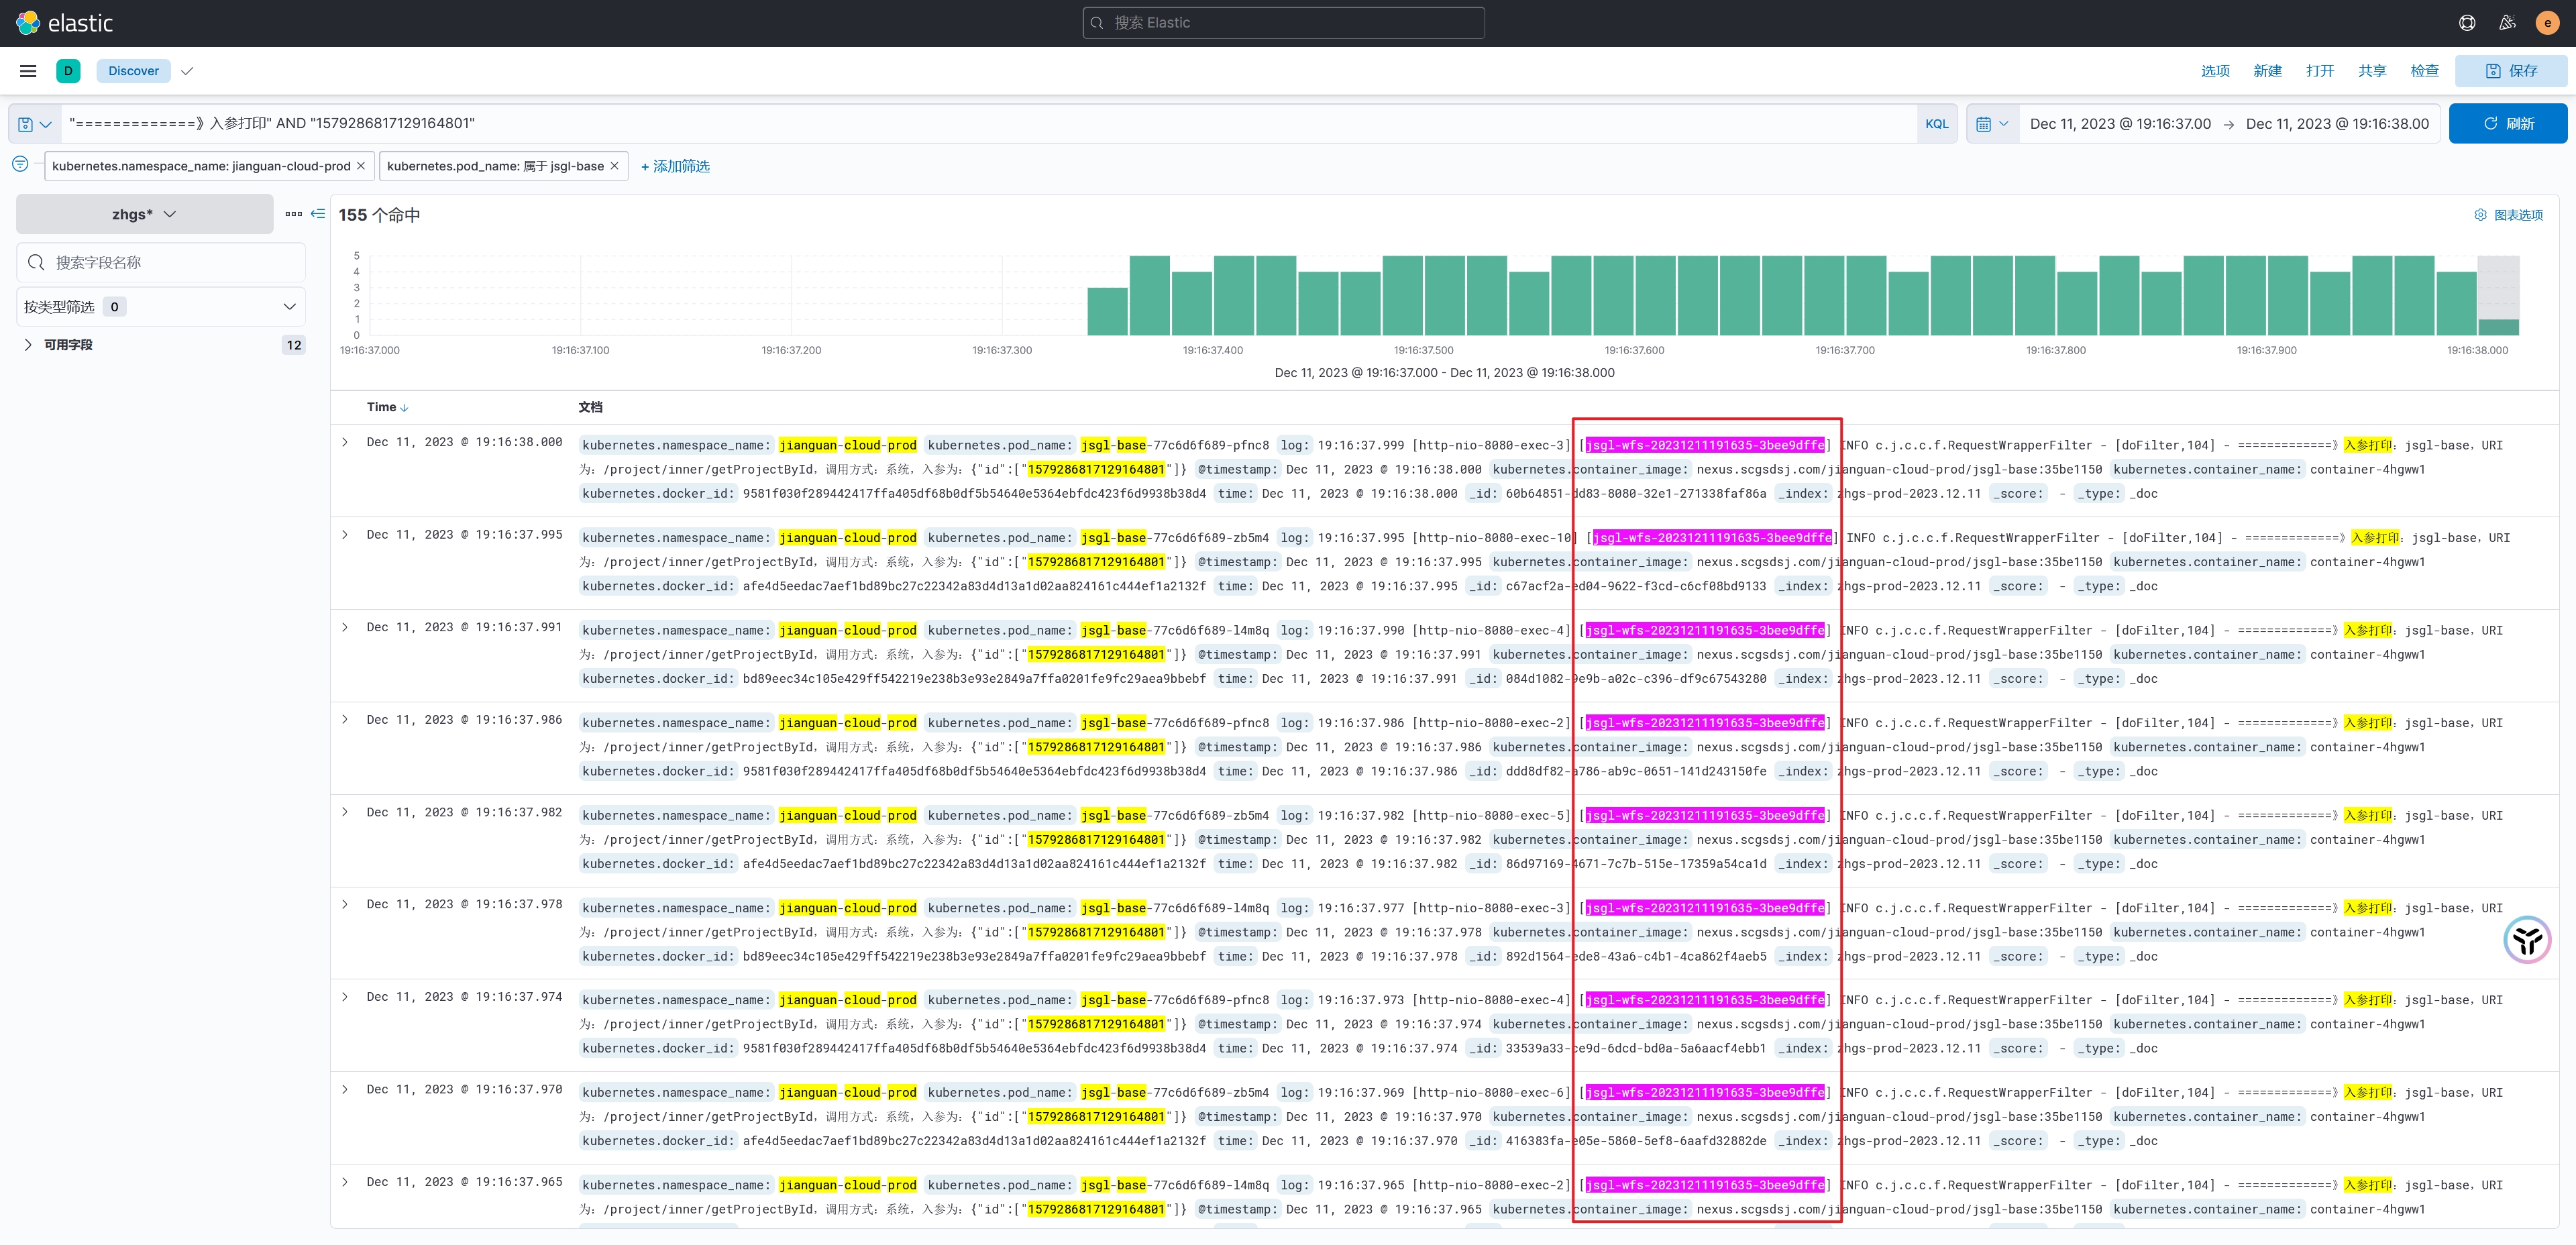 elastic
搜索 Elastic
e
D
Discover
选项 新建 打开 共享 检查 保存
"=============》入参打印" AND "1579286817129164801"
KQL
Dec 11, 2023 @ 19:16:37.00 → Dec 11, 2023 @ 19:16:38.00
刷新
kubernetes.namespace_name: jianguan-cloud-prod ×
kubernetes.pod_name: 属于 jsgl-base ×
+ 添加筛选
zhgs*
搜索字段名称
按类型筛选 0
可用字段 12
155 个命中
图表选项
5
4
3
2
1
0
19:16:37.000 19:16:37.100 19:16:37.200 19:16:37.300 19:16:37.400 19:16:37.500 19:16:37.600 19:16:37.700 19:16:37.800 19:16:37.900 19:16:38.000
Dec 11, 2023 @ 19:16:37.000 - Dec 11, 2023 @ 19:16:38.000
Time ↓ 文档
Dec 11, 2023 @ 19:16:38.000 kubernetes.namespace_name: jianguan-cloud-prod kubernetes.pod_name: jsgl-base-77c6d6f689-pfnc8 log: 19:16:37.999 [http-nio-8080-exec-3] [jsgl-wfs-20231211191635-3bee9dffe] INFO c.j.c.c.f.RequestWrapperFilter - [doFilter,104] - =============》入参打印: jsgl-base, URI
为: /project/inner/getProjectById, 调用方式: 系统, 入参为: {"id":["1579286817129164801"]} @timestamp: Dec 11, 2023 @ 19:16:38.000 kubernetes.container_image: nexus.scgsdsj.com/jianguan-cloud-prod/jsgl-base:35be1150 kubernetes.container_name: container-4hgww1
kubernetes.docker_id: 9581f030f289442417ffa405df68b0df5b54640e5364ebfdc423f6d9938b38d4 time: Dec 11, 2023 @ 19:16:38.000 _id: 60b64851-dd83-8080-32e1-271338faf86a _index: zhgs-prod-2023.12.11 _score: - _type: _doc
Dec 11, 2023 @ 19:16:37.995 kubernetes.namespace_name: jianguan-cloud-prod kubernetes.pod_name: jsgl-base-77c6d6f689-zb5m4 log: 19:16:37.995 [http-nio-8080-exec-10] [jsgl-wfs-20231211191635-3bee9dffe] INFO c.j.c.c.f.RequestWrapperFilter - [doFilter,104] - =============》入参打印: jsgl-base, URI
为: /project/inner/getProjectById, 调用方式: 系统, 入参为: {"id":["1579286817129164801"]} @timestamp: Dec 11, 2023 @ 19:16:37.995 kubernetes.container_image: nexus.scgsdsj.com/jianguan-cloud-prod/jsgl-base:35be1150 kubernetes.container_name: container-4hgww1
kubernetes.docker_id: afe4d5eedac7aef1bd89bc27c22342a83d4d13a1d02aa824161c444ef1a2132f time: Dec 11, 2023 @ 19:16:37.995 _id: c67acf2a-ed04-9622-f3cd-c6cf08bd9133 _index: zhgs-prod-2023.12.11 _score: - _type: _doc
Dec 11, 2023 @ 19:16:37.991 kubernetes.namespace_name: jianguan-cloud-prod kubernetes.pod_name: jsgl-base-77c6d6f689-l4m8q log: 19:16:37.990 [http-nio-8080-exec-4] [jsgl-wfs-20231211191635-3bee9dffe] INFO c.j.c.c.f.RequestWrapperFilter - [doFilter,104] - =============》入参打印: jsgl-base, URI
为: /project/inner/getProjectById, 调用方式: 系统, 入参为: {"id":["1579286817129164801"]} @timestamp: Dec 11, 2023 @ 19:16:37.991 kubernetes.container_image: nexus.scgsdsj.com/jianguan-cloud-prod/jsgl-base:35be1150 kubernetes.container_name: container-4hgww1
kubernetes.docker_id: bd89eec34c105e429ff542219e238b3e93e2849a7ffa0201fe9fc29aea9bbebf time: Dec 11, 2023 @ 19:16:37.991 _id: 084d1082-9e9b-a02c-c396-df9c67543280 _index: zhgs-prod-2023.12.11 _score: - _type: _doc
Dec 11, 2023 @ 19:16:37.986 kubernetes.namespace_name: jianguan-cloud-prod kubernetes.pod_name: jsgl-base-77c6d6f689-pfnc8 log: 19:16:37.986 [http-nio-8080-exec-2] [jsgl-wfs-20231211191635-3bee9dffe] INFO c.j.c.c.f.RequestWrapperFilter - [doFilter,104] - =============》入参打印: jsgl-base, URI
为: /project/inner/getProjectById, 调用方式: 系统, 入参为: {"id":["1579286817129164801"]} @timestamp: Dec 11, 2023 @ 19:16:37.986 kubernetes.container_image: nexus.scgsdsj.com/jianguan-cloud-prod/jsgl-base:35be1150 kubernetes.container_name: container-4hgww1
kubernetes.docker_id: 9581f030f289442417ffa405df68b0df5b54640e5364ebfdc423f6d9938b38d4 time: Dec 11, 2023 @ 19:16:37.986 _id: ddd8df82-a786-ab9c-0651-141d243150fe _index: zhgs-prod-2023.12.11 _score: - _type: _doc
Dec 11, 2023 @ 19:16:37.982 kubernetes.namespace_name: jianguan-cloud-prod kubernetes.pod_name: jsgl-base-77c6d6f689-zb5m4 log: 19:16:37.982 [http-nio-8080-exec-5] [jsgl-wfs-20231211191635-3bee9dffe] INFO c.j.c.c.f.RequestWrapperFilter - [doFilter,104] - =============》入参打印: jsgl-base, URI
为: /project/inner/getProjectById, 调用方式: 系统, 入参为: {"id":["1579286817129164801"]} @timestamp: Dec 11, 2023 @ 19:16:37.982 kubernetes.container_image: nexus.scgsdsj.com/jianguan-cloud-prod/jsgl-base:35be1150 kubernetes.container_name: container-4hgww1
kubernetes.docker_id: afe4d5eedac7aef1bd89bc27c22342a83d4d13a1d02aa824161c444ef1a2132f time: Dec 11, 2023 @ 19:16:37.982 _id: 86d97169-4671-7c7b-515e-17359a54ca1d _index: zhgs-prod-2023.12.11 _score: - _type: _doc
Dec 11, 2023 @ 19:16:37.978 kubernetes.namespace_name: jianguan-cloud-prod kubernetes.pod_name: jsgl-base-77c6d6f689-l4m8q log: 19:16:37.977 [http-nio-8080-exec-3] [jsgl-wfs-20231211191635-3bee9dffe] INFO c.j.c.c.f.RequestWrapperFilter - [doFilter,104] - =============》入参打印: jsgl-base, URI
为: /project/inner/getProjectById, 调用方式: 系统, 入参为: {"id":["1579286817129164801"]} @timestamp: Dec 11, 2023 @ 19:16:37.978 kubernetes.container_image: nexus.scgsdsj.com/jianguan-cloud-prod/jsgl-base:35be1150 kubernetes.container_name: container-4hgww1
kubernetes.docker_id: bd89eec34c105e429ff542219e238b3e93e2849a7ffa0201fe9fc29aea9bbebf time: Dec 11, 2023 @ 19:16:37.978 _id: 892d1564-ede8-43a6-c4b1-4ca862f4aeb5 _index: zhgs-prod-2023.12.11 _score: - _type: _doc
Dec 11, 2023 @ 19:16:37.974 kubernetes.namespace_name: jianguan-cloud-prod kubernetes.pod_name: jsgl-base-77c6d6f689-pfnc8 log: 19:16:37.973 [http-nio-8080-exec-4] [jsgl-wfs-20231211191635-3bee9dffe] INFO c.j.c.c.f.RequestWrapperFilter - [doFilter,104] - =============》入参打印: jsgl-base, URI
为: /project/inner/getProjectById, 调用方式: 系统, 入参为: {"id":["1579286817129164801"]} @timestamp: Dec 11, 2023 @ 19:16:37.974 kubernetes.container_image: nexus.scgsdsj.com/jianguan-cloud-prod/jsgl-base:35be1150 kubernetes.container_name: container-4hgww1
kubernetes.docker_id: 9581f030f289442417ffa405df68b0df5b54640e5364ebfdc423f6d9938b38d4 time: Dec 11, 2023 @ 19:16:37.974 _id: 33539a33-ce9d-6dcd-bd0a-5a6aacf4ebb1 _index: zhgs-prod-2023.12.11 _score: - _type: _doc
Dec 11, 2023 @ 19:16:37.970 kubernetes.namespace_name: jianguan-cloud-prod kubernetes.pod_name: jsgl-base-77c6d6f689-zb5m4 log: 19:16:37.969 [http-nio-8080-exec-6] [jsgl-wfs-20231211191635-3bee9dffe] INFO c.j.c.c.f.RequestWrapperFilter - [doFilter,104] - =============》入参打印: jsgl-base, URI
为: /project/inner/getProjectById, 调用方式: 系统, 入参为: {"id":["1579286817129164801"]} @timestamp: Dec 11, 2023 @ 19:16:37.970 kubernetes.container_image: nexus.scgsdsj.com/jianguan-cloud-prod/jsgl-base:35be1150 kubernetes.container_name: container-4hgww1
kubernetes.docker_id: afe4d5eedac7aef1bd89bc27c22342a83d4d13a1d02aa824161c444ef1a2132f time: Dec 11, 2023 @ 19:16:37.970 _id: 416383fa-e05e-5860-5ef8-6aafd32882de _index: zhgs-prod-2023.12.11 _score: - _type: _doc
Dec 11, 2023 @ 19:16:37.965 kubernetes.namespace_name: jianguan-cloud-prod kubernetes.pod_name: jsgl-base-77c6d6f689-l4m8q log: 19:16:37.965 [http-nio-8080-exec-2] [jsgl-wfs-20231211191635-3bee9dffe] INFO c.j.c.c.f.RequestWrapperFilter - [doFilter,104] - =============》入参打印: jsgl-base, URI
为: /project/inner/getProjectById, 调用方式: 系统, 入参为: {"id":["1579286817129164801"]} @timestamp: Dec 11, 2023 @ 19:16:37.965 kubernetes.container_image: nexus.scgsdsj.com/jianguan-cloud-prod/jsgl-base:35be1150 kubernetes.container_name: container-4hgww1